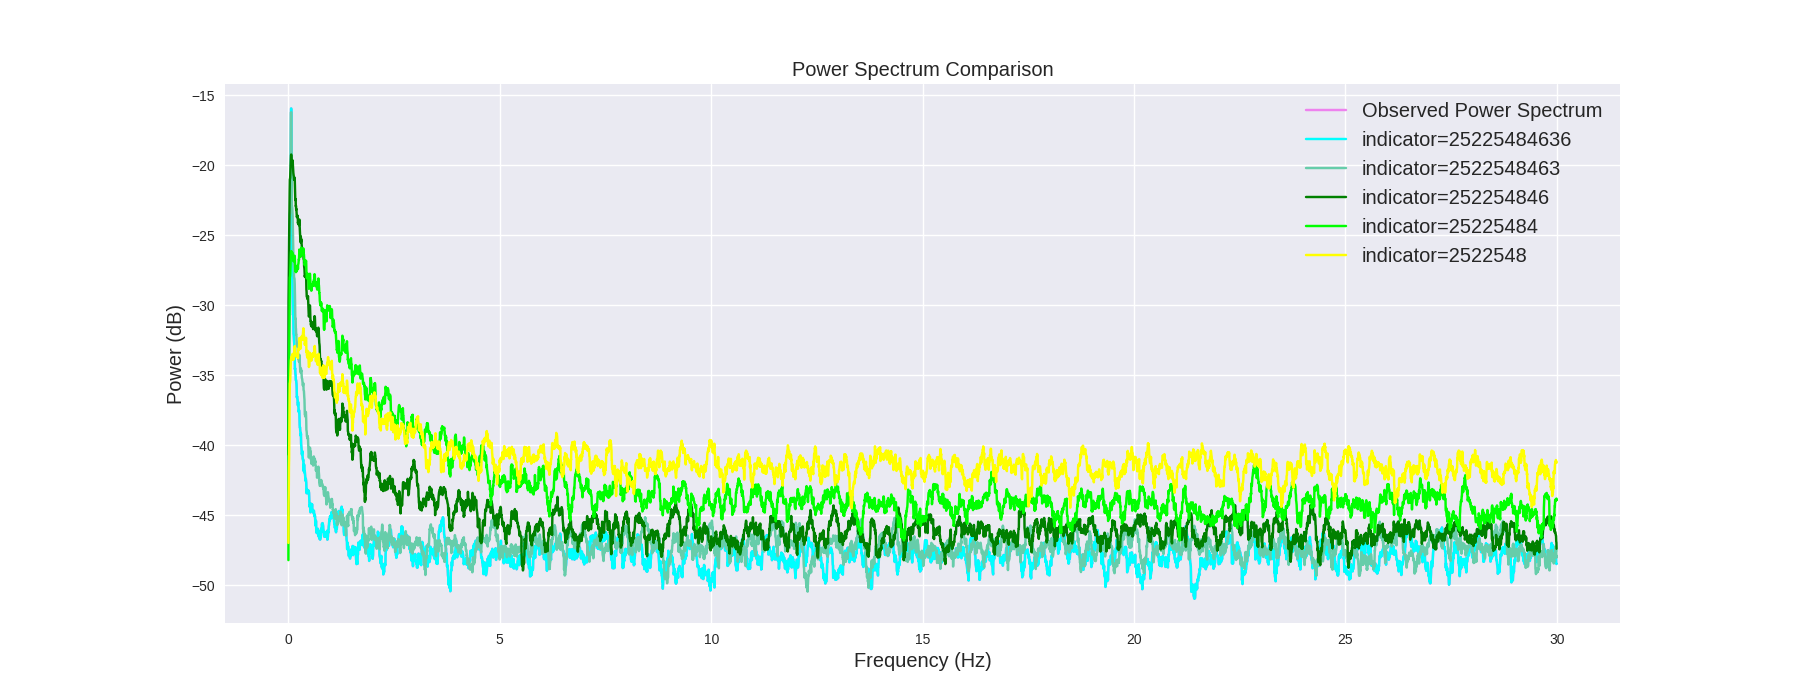 Power Spectrum Comparison
Observed Power Spectrum
indicator=25225484636
indicator=2522548463
indicator=252254846
indicator=25225484
indicator=2522548
Power (dB)
−15
−20
−25
−30
−35
−40
−45
−50
0 5 10 15 20 25 30
Frequency (Hz)